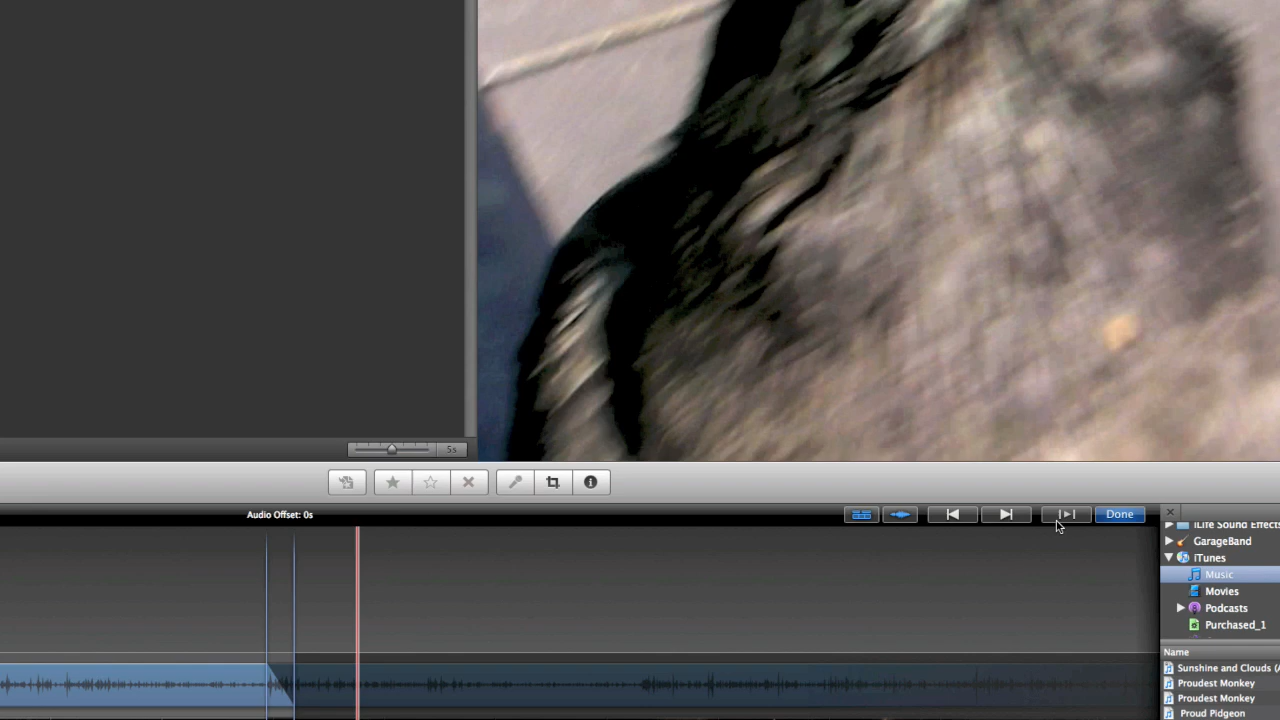 5s
Audio Offset: 0s
Done
iLife Sound Effects
GarageBand
iTunes
Music
Movies
Podcasts
Purchased_1
Name
Sunshine and Clouds (A
Proudest Monkey
Proudest Monkey
Proud Pidgeon